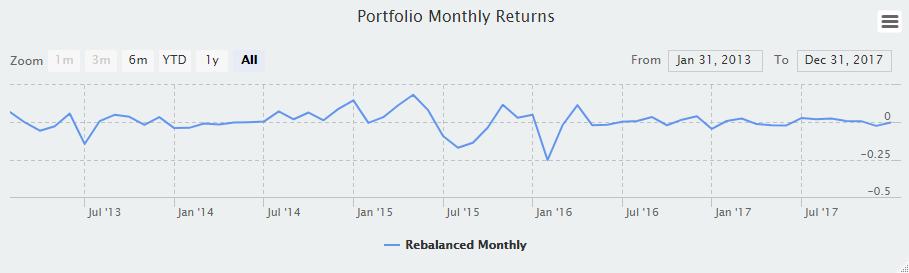 Portfolio Monthly Returns
Zoom 1m 3m 6m YTD 1y All From Jan 31, 2013 To Dec 31, 2017
0
−0.25
−0.5
Jul '13 Jan '14 Jul '14 Jan '15 Jul '15 Jan '16 Jul '16 Jan '17 Jul '17
Rebalanced Monthly